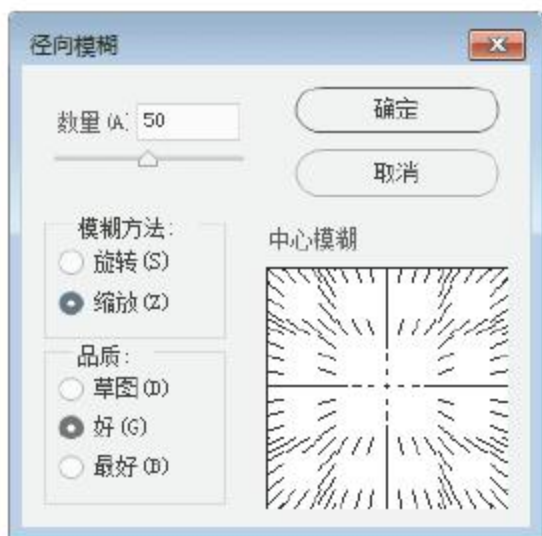 径向模糊
数量(A) 50
确定
取消
模糊方法:
旋转(S)
缩放(Z)
中心模糊
品质:
草图(D)
好(G)
最好(B)